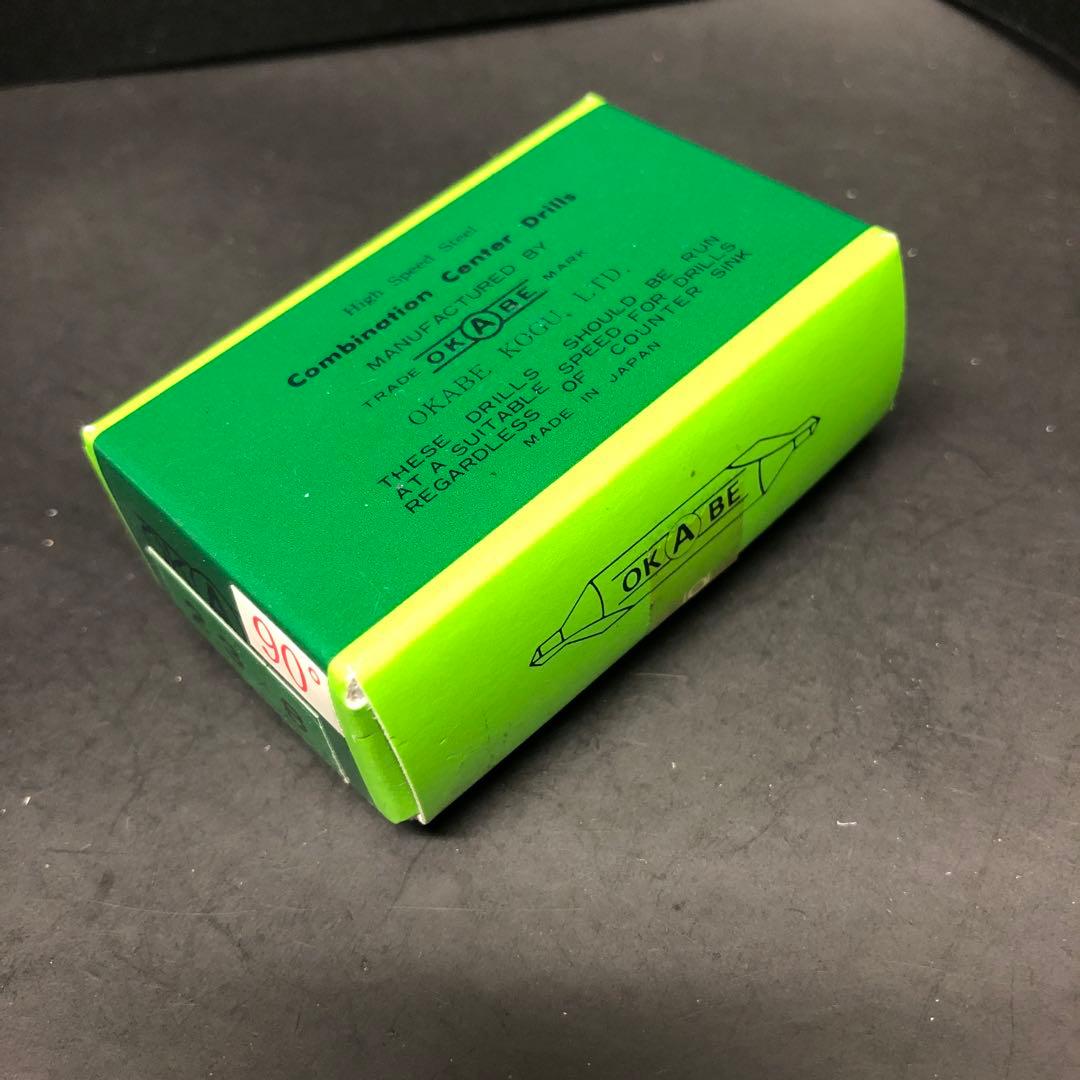 High Speed Steel
Combination Center Drills
MANUFACTURED BY
TRADE OKABE MARK
OKABE KOGU, LTD.
THESE DRILLS SHOULD BE RUN
AT A SUITABLE SPEED FOR DRILLS
REGARDLESS OF COUNTER SINK
MADE IN JAPAN
OKABE
90°